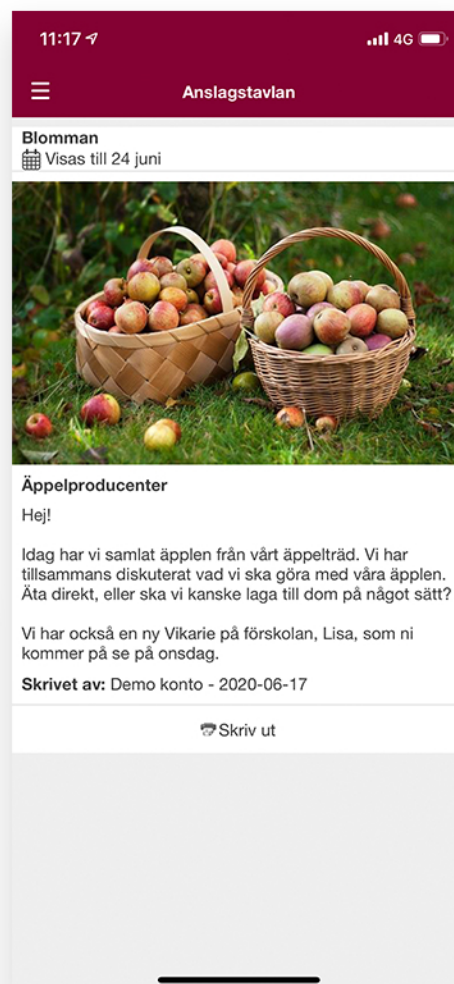 11:17
4G
Anslagstavlan
Blomman
Visas till 24 juni
Äppelproducenter
Hej!
Idag har vi samlat äpplen från vårt äppelträd. Vi har
tillsammans diskuterat vad vi ska göra med våra äpplen.
Äta direkt, eller ska vi kanske laga till dom på något sätt?
Vi har också en ny Vikarie på förskolan, Lisa, som ni
kommer på se på onsdag.
Skrivet av: Demo konto - 2020-06-17
Skriv ut